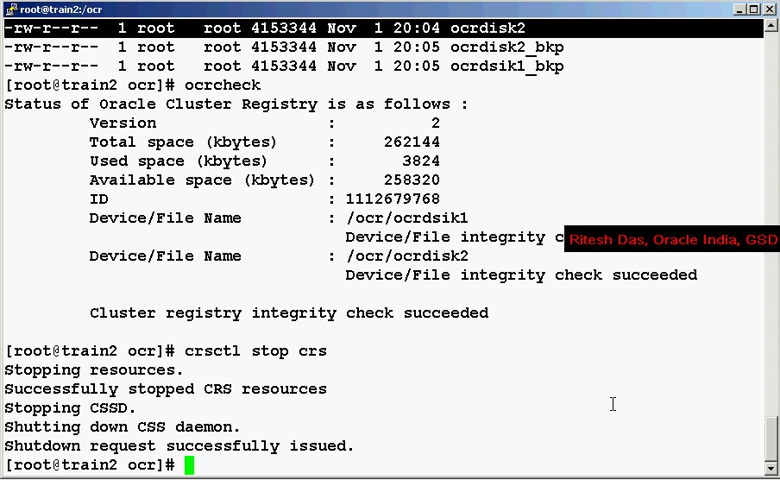 root@train2:/ocr
-rw-r--r-- 1 root root 4153344 Nov 1 20:04 ocrdisk2
-rw-r--r-- 1 root root 4153344 Nov 1 20:05 ocrdisk2_bkp
-rw-r--r-- 1 root root 4153344 Nov 1 20:05 ocrdsik1_bkp
[root@train2 ocr]# ocrcheck
Status of Oracle Cluster Registry is as follows :
Version : 2
Total space (kbytes) : 262144
Used space (kbytes) : 3824
Available space (kbytes) : 258320
ID : 1112679768
Device/File Name : /ocr/ocrdsik1
Device/File integrity c
Ritesh Das, Oracle India, GSD
Device/File Name : /ocr/ocrdisk2
Device/File integrity check succeeded
Cluster registry integrity check succeeded
[root@train2 ocr]# crsctl stop crs
Stopping resources.
Successfully stopped CRS resources
Stopping CSSD.
Shutting down CSS daemon.
Shutdown request successfully issued.
[root@train2 ocr]#